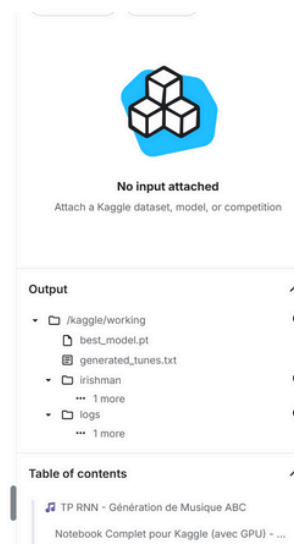 No input attached
Attach a Kaggle dataset, model, or competition
Output
/kaggle/working
best_model.pt
generated_tunes.txt
irishman
1 more
logs
1 more
Table of contents
TP RNN - Génération de Musique ABC
Notebook Complet pour Kaggle (avec GPU) - ...